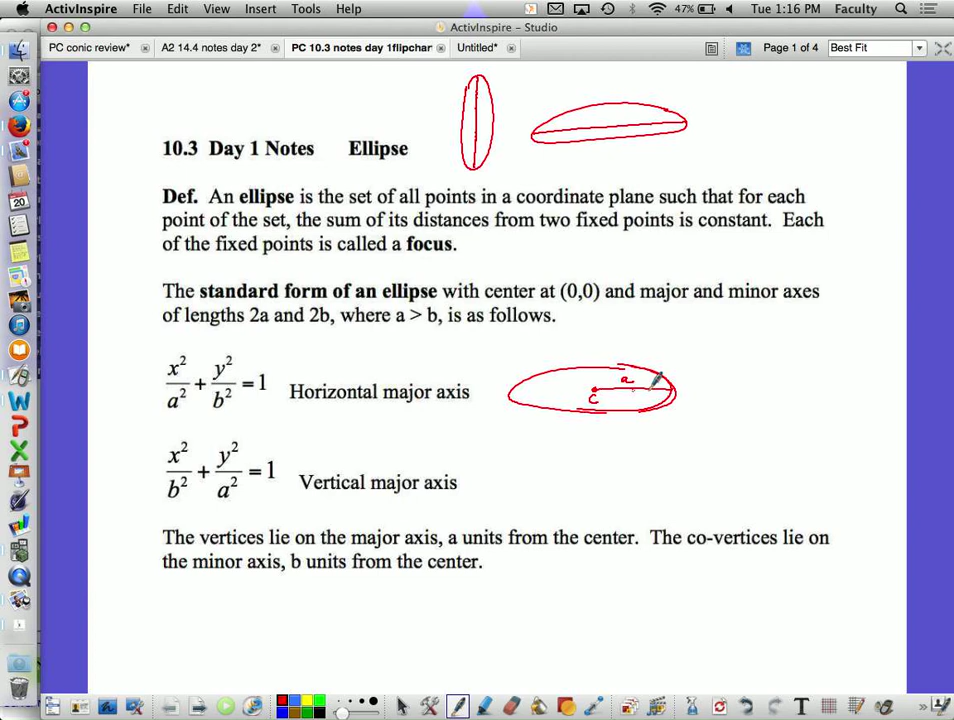 ActivInspire File Edit View Insert Tools Help 47% Tue 1:16 PM Faculty
ActivInspire – Studio
PC conic review* A2 14.4 notes day 2* PC 10.3 notes day 1flipchar Untitled* Page 1 of 4 Best Fit
10.3 Day 1 Notes Ellipse
Def. An ellipse is the set of all points in a coordinate plane such that for each
point of the set, the sum of its distances from two fixed points is constant. Each
of the fixed points is called a focus.
The standard form of an ellipse with center at (0,0) and major and minor axes
of lengths 2a and 2b, where a > b, is as follows.
x²/a² + y²/b² = 1 Horizontal major axis
a
c
x²/b² + y²/a² = 1 Vertical major axis
The vertices lie on the major axis, a units from the center. The co-vertices lie on
the minor axis, b units from the center.